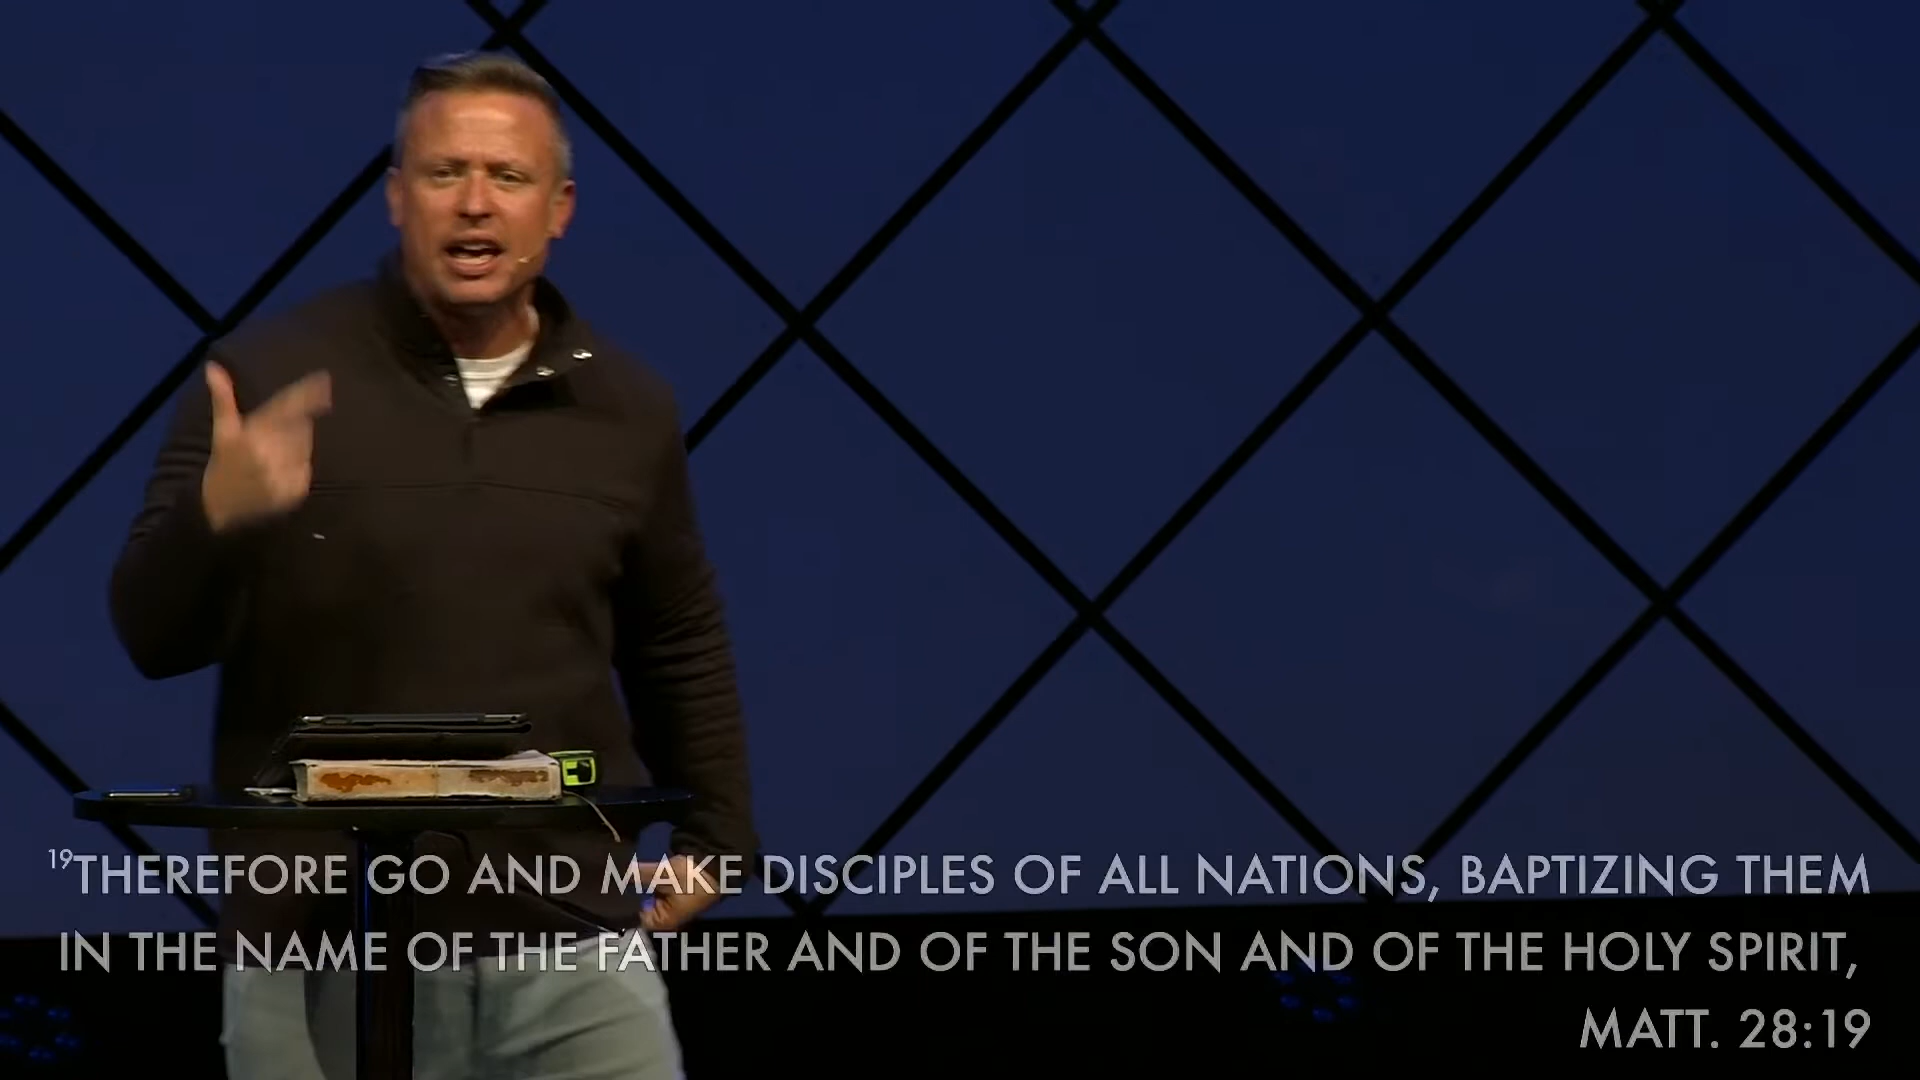 19THEREFORE GO AND MAKE DISCIPLES OF ALL NATIONS, BAPTIZING THEM
IN THE NAME OF THE FATHER AND OF THE SON AND OF THE HOLY SPIRIT,
MATT. 28:19